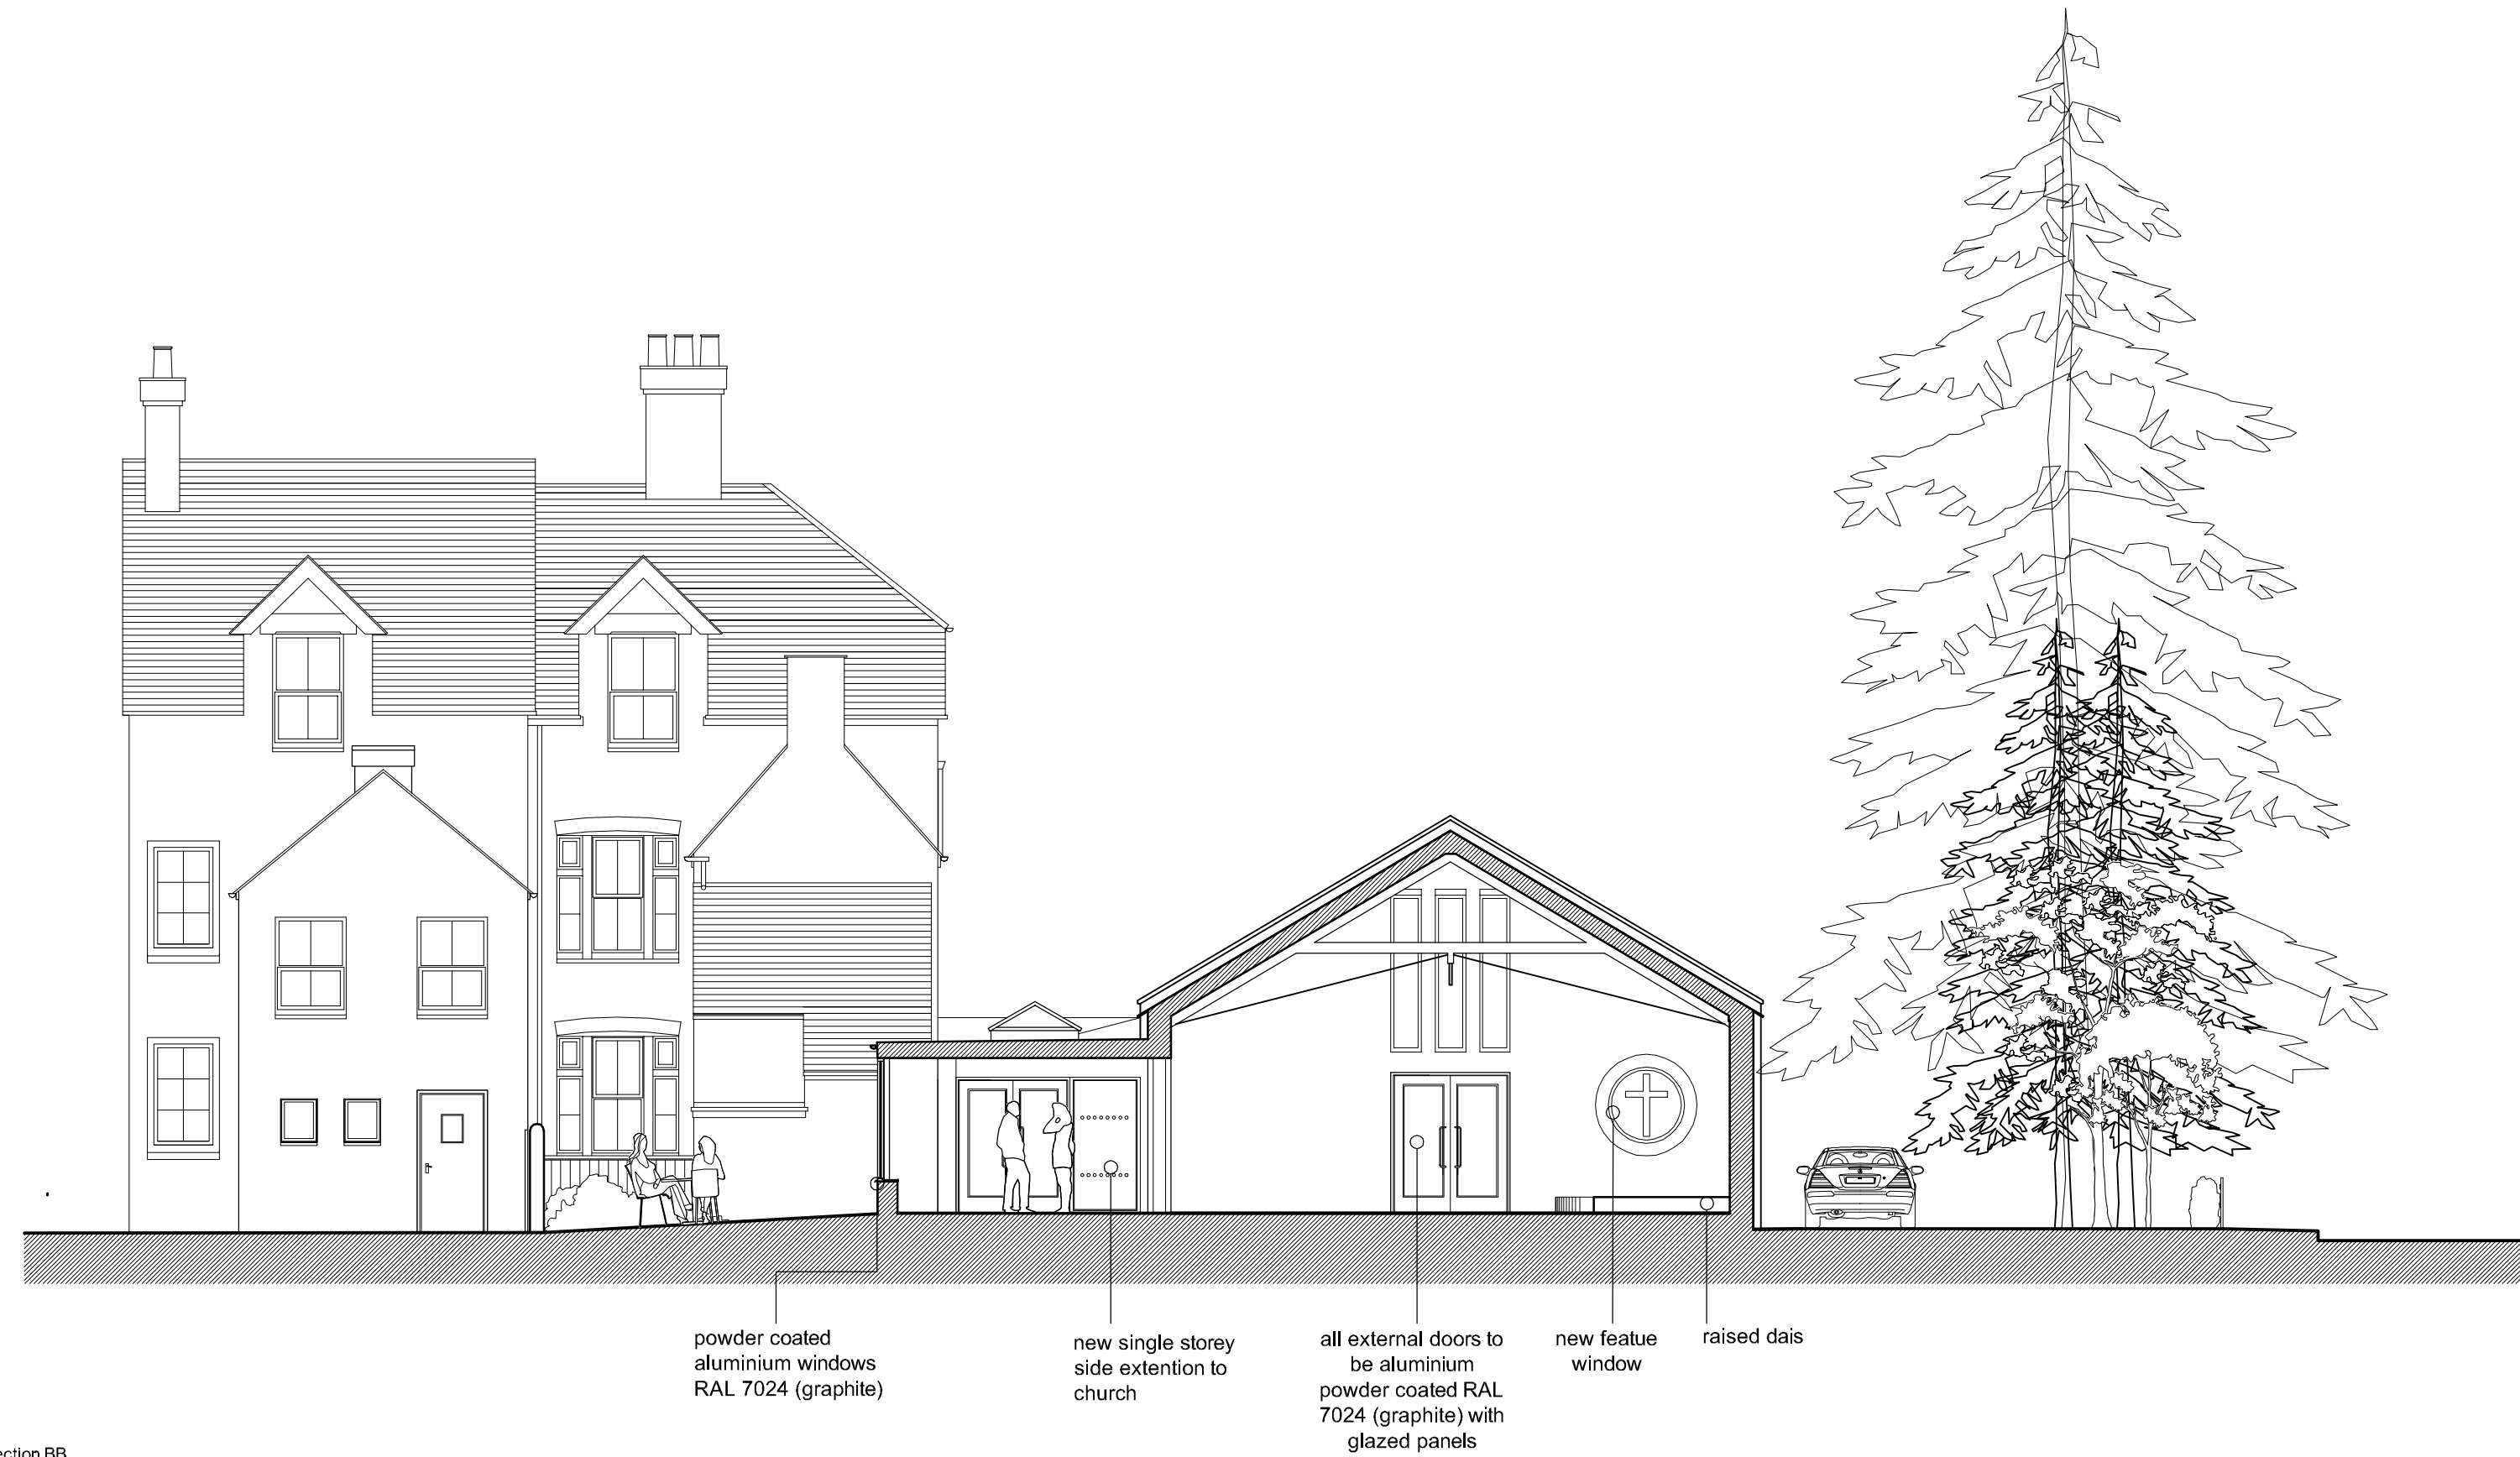 powder coated
aluminium windows
RAL 7024 (graphite)
new single storey
side extention to
church
all external doors to
be aluminium
powder coated RAL
7024 (graphite) with
glazed panels
new featue
window
raised dais
ection BB